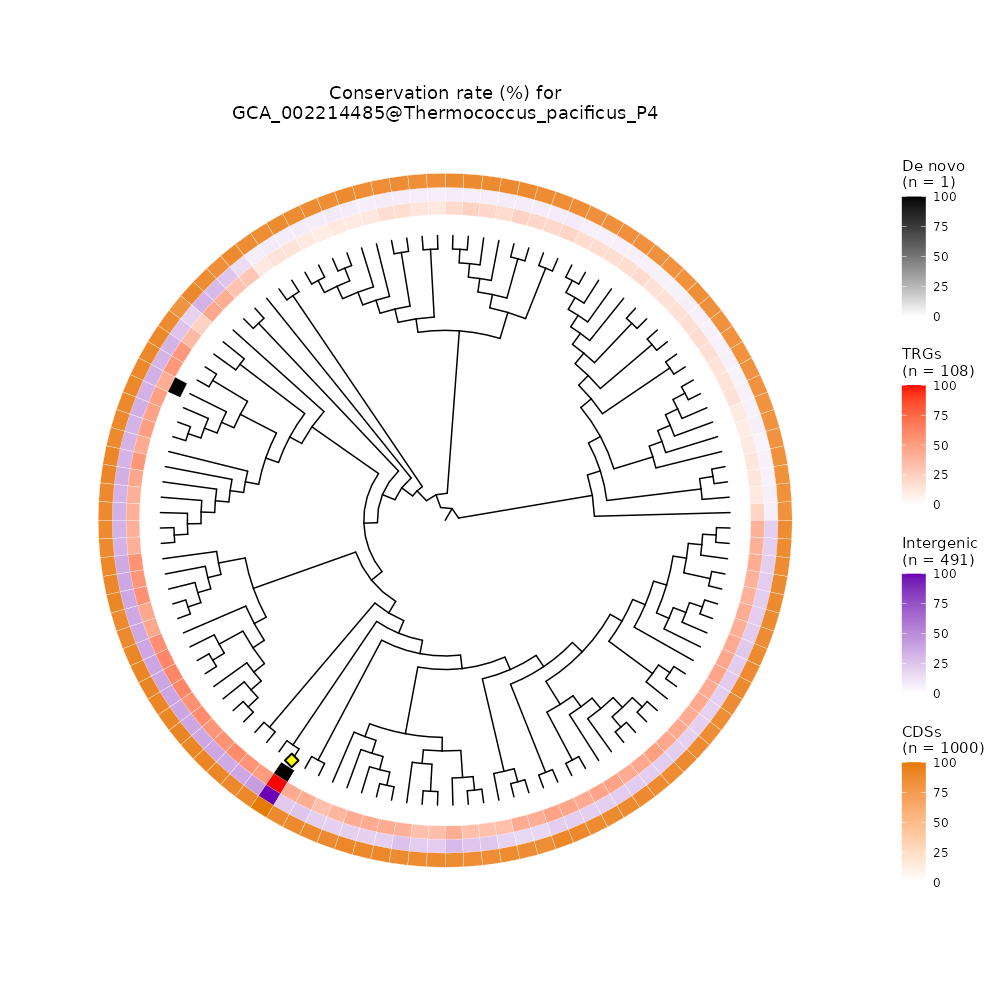 Conservation rate (%) for
GCA_002214485@Thermococcus_pacificus_P4
De novo
(n = 1)
100
75
50
25
0
TRGs
(n = 108)
100
75
50
25
0
Intergenic
(n = 491)
100
75
50
25
0
CDSs
(n = 1000)
100
75
50
25
0